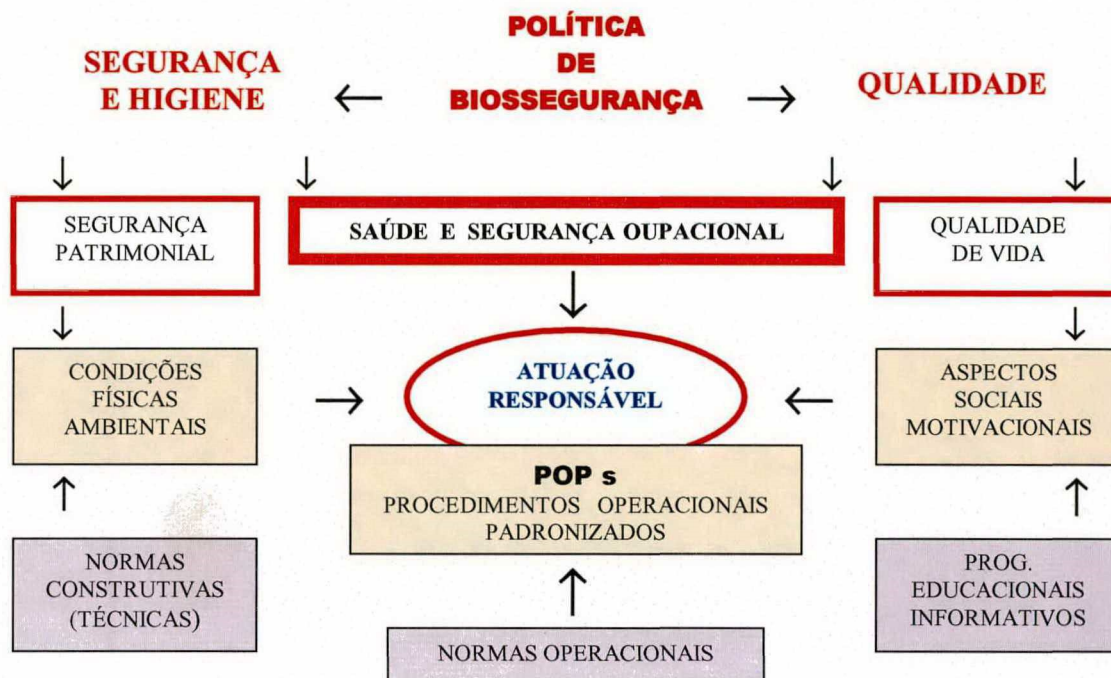 POLÍTICA
DE
BIOSSEGURANÇA
SEGURANÇA
E HIGIENE
QUALIDADE
SEGURANÇA
PATRIMONIAL
SAÚDE E SEGURANÇA OUPACIONAL
QUALIDADE
DE VIDA
CONDIÇÕES
FÍSICAS
AMBIENTAIS
ATUAÇÃO
RESPONSÁVEL
ASPECTOS
SOCIAIS
MOTIVACIONAIS
POP s
PROCEDIMENTOS OPERACIONAIS
PADRONIZADOS
NORMAS
CONSTRUTIVAS
(TÉCNICAS)
PROG.
EDUCACIONAIS
INFORMATIVOS
NORMAS OPERACIONAIS